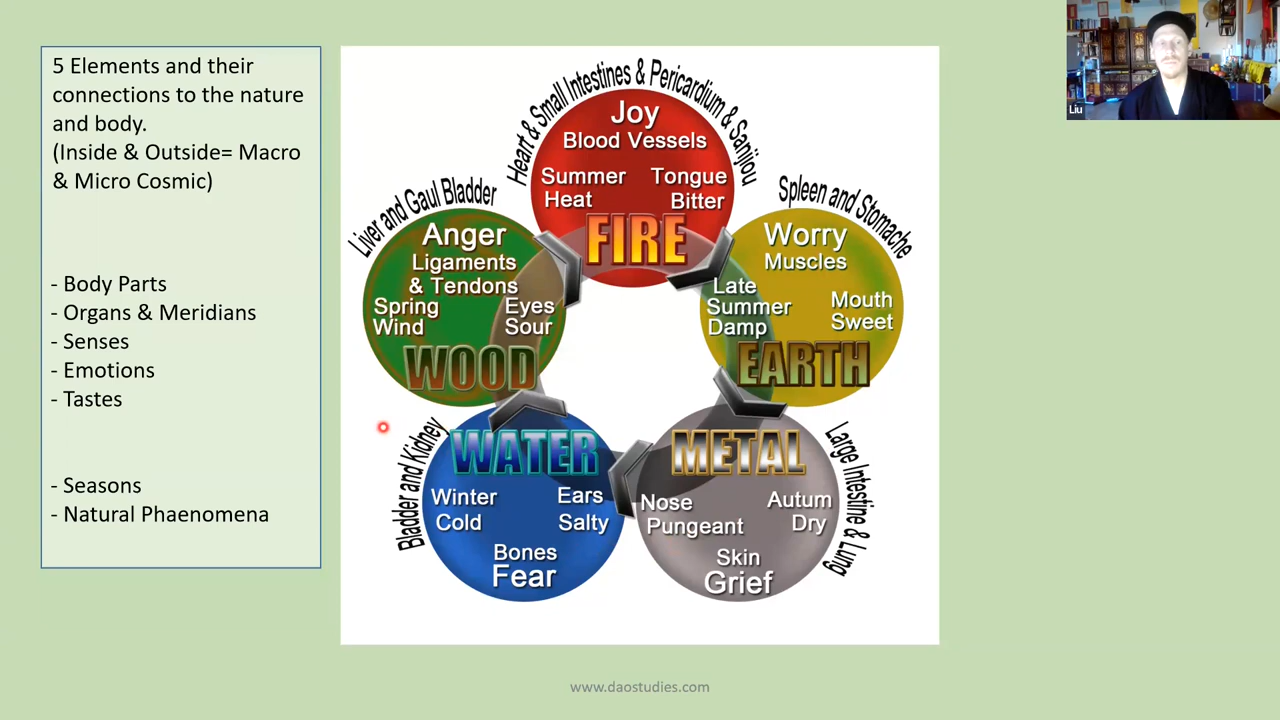 5 Elements and their
connections to the nature
and body.
(Inside & Outside= Macro
& Micro Cosmic)
- Body Parts
- Organs & Meridians
- Senses
- Emotions
- Tastes
- Seasons
- Natural Phaenomena
Heart & Small Intestines & Pericardium & Sanjiou
Joy
Blood Vessels
Summer Tongue
Heat Bitter
FIRE
Liver and Gaul Bladder
Anger
Ligaments
& Tendons
Spring Eyes
Wind Sour
WOOD
Spleen and Stomache
Worry
Muscles
Late
Summer
Damp
Mouth
Sweet
EARTH
Bladder and Kidney
WATER
Winter Ears
Cold Salty
Bones
Fear
Large Intestine & Lung
METAL
Nose Autum
Pungeant Dry
Skin
Grief
Liu
www.daostudies.com